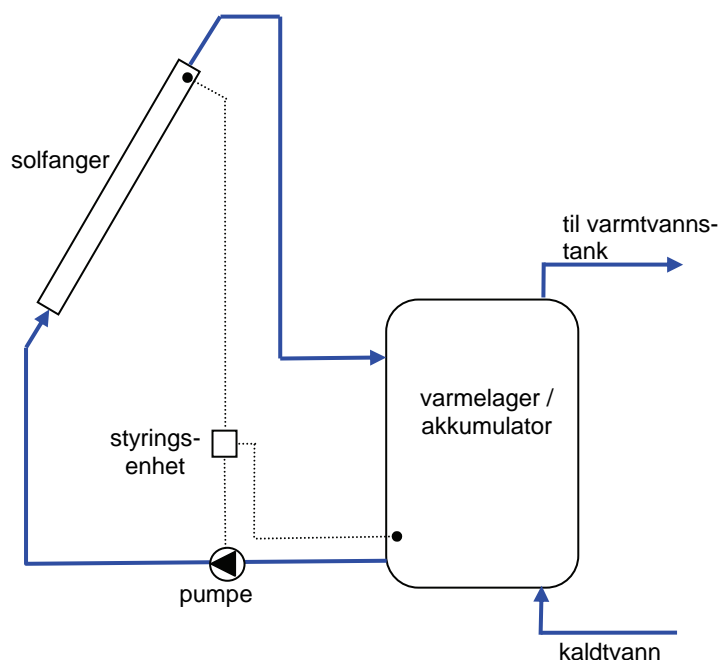 solfanger
til varmtvanns-
tank
varmelager /
akkumulator
styrings-
enhet
pumpe
kaldtvann